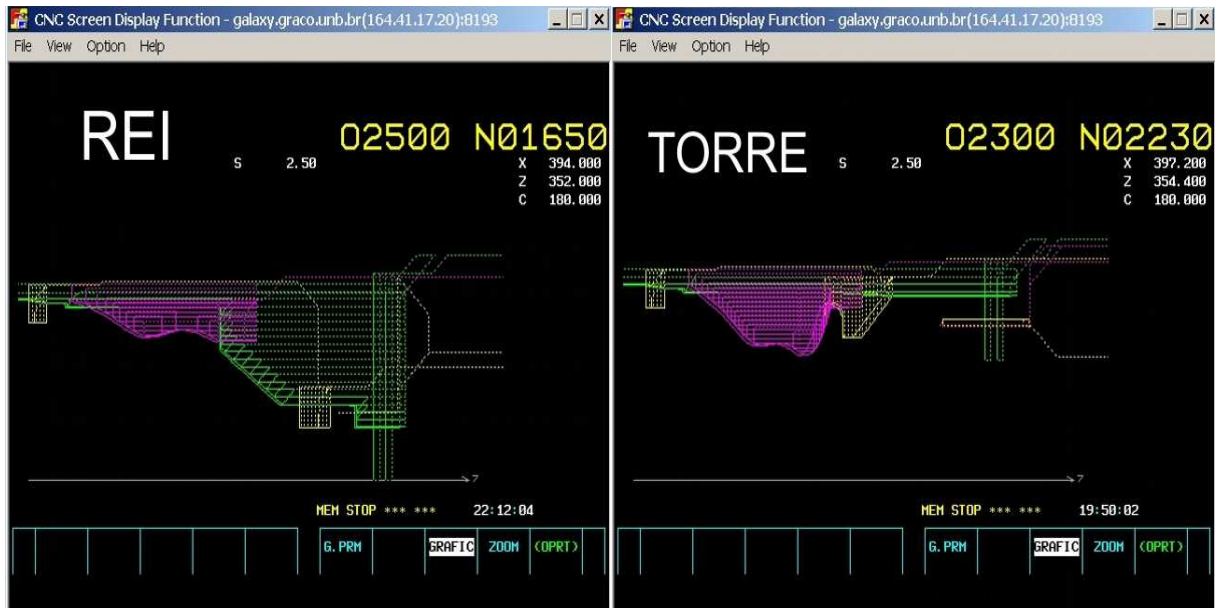 CNC Screen Display Function - galaxy.graco.unb.br(164.41.17.20):8193
File View Option Help
REI
O2500 N01650
S 2.50
X 394.000
Z 352.000
C 180.000
Z
MEM STOP *** ***
22:12:04
G.PRM GRAFIC ZOOM (OPRT)
CNC Screen Display Function - galaxy.graco.unb.br(164.41.17.20):8193
File View Option Help
TORRE
O2300 N02230
S 2.50
X 397.200
Z 354.400
C 180.000
Z
MEM STOP *** ***
19:50:02
G.PRM GRAFIC ZOOM (OPRT)